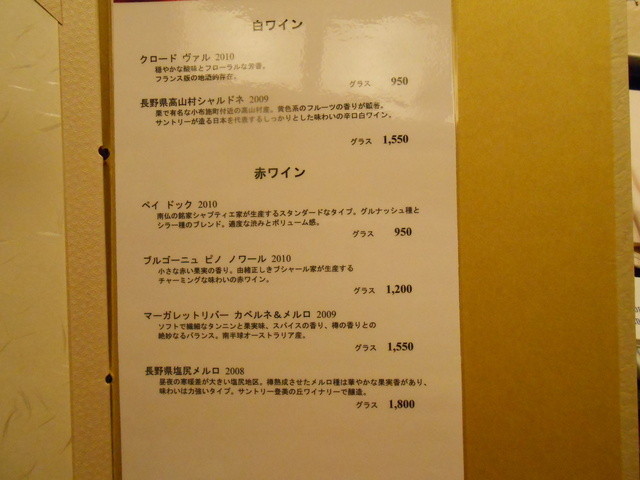 白ワイン
クロード ヴァル 2010
穏やかな酸味とフローラルな芳香。
フランス版の地酒的存在。
グラス 950
長野県高山村シャルドネ 2009
栗で有名な小布施町付近の高山村産。黄色系のフルーツの香りが豊か。
サントリーが造る日本を代表するしっかりとした味わいの辛口白ワイン。
グラス 1,550
赤ワイン
ペイ ドック 2010
南仏の銘家シャプティエ家が生産するスタンダードなタイプ。グルナッシュ種と
シラー種のブレンド。適度な渋みとボリューム感。
グラス 950
ブルゴーニュ ピノ ノワール 2010
小さな赤い果実の香り。由緒正しきブシャール家が生産する
チャーミングな味わいの赤ワイン。
グラス 1,200
マーガレットリバー カベルネ&メルロ 2009
ソフトで繊細なタンニンと果実味、スパイスの香り、樽の香りとの
絶妙なるバランス。南半球オーストラリア産。
グラス 1,550
長野県塩尻メルロ 2008
昼夜の寒暖差が大きい塩尻地区。樽熟成させたメルロ種は華やかな果実香があり、
味わいは力強いタイプ。サントリー登美の丘ワイナリーで醸造。
グラス 1,800